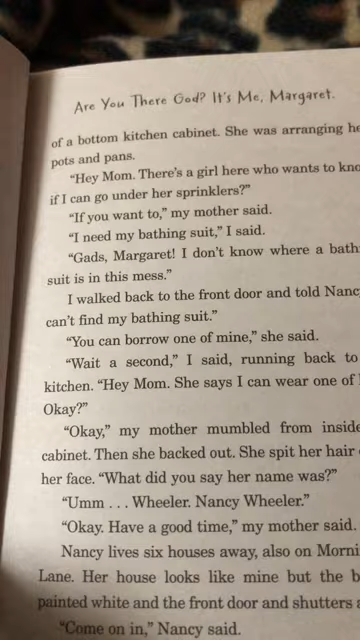 Are You There God? It's Me, Margaret.
of a bottom kitchen cabinet. She was arranging
pots and pans.
“Hey Mom. There's a girl here who wants to
if I can go under her sprinklers?”
“If you want to,” my mother said.
“I need my bathing suit,” I said.
“Gads, Margaret! I don't know where a
suit is in this mess.”
I walked back to the front door and told
can't find my bathing suit.”
“You can borrow one of mine,” she said.
“Wait a second,” I said, running back to
kitchen. “Hey Mom. She says I can wear one of
Okay?”
“Okay,” my mother mumbled from
cabinet. Then she backed out. She spit her hair
her face. “What did you say her name was?”
“Umm . . . Wheeler. Nancy Wheeler.”
“Okay. Have a good time,” my mother said.
Nancy lives six houses away, also on
Lane. Her house looks like mine but the
painted white and the front door and shutters
“Come on in,” Nancy said.